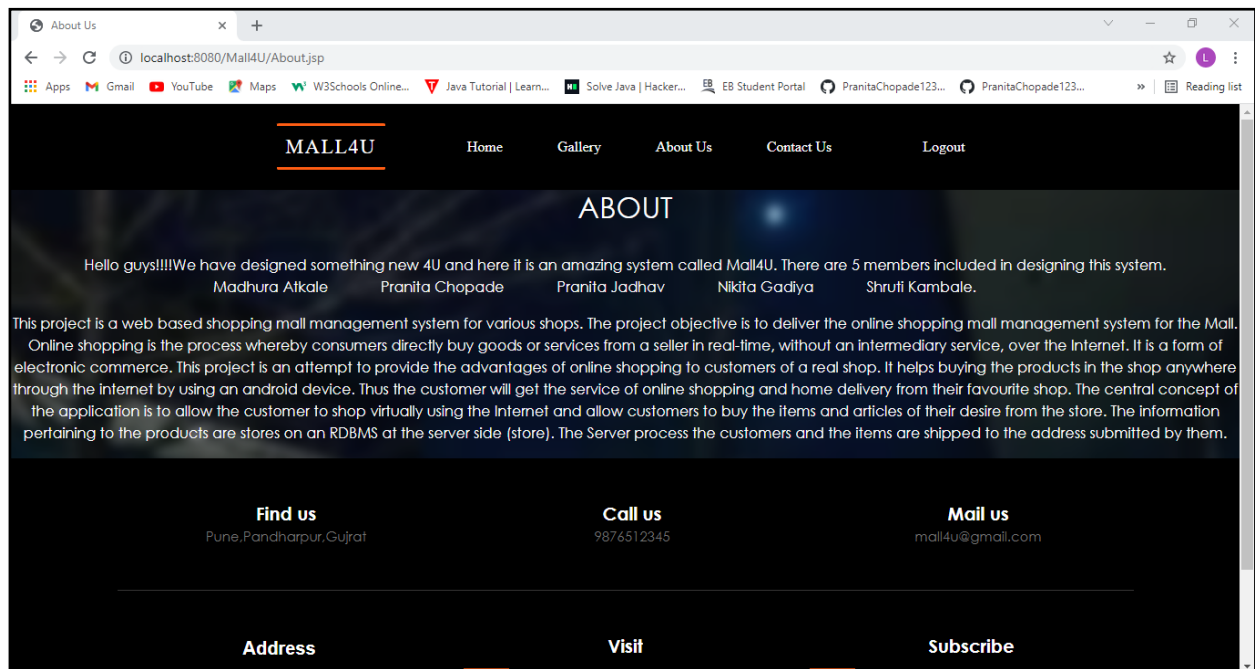 About Us
localhost:8080/Mall4U/About.jsp
L
Apps Gmail YouTube Maps W3Schools Online... Java Tutorial | Learn... Solve Java | Hacker... EB Student Portal PranitaChopade123... PranitaChopade123... » Reading list
MALL4U Home Gallery About Us Contact Us Logout
ABOUT
Hello guys!!!!We have designed something new 4U and here it is an amazing system called Mall4U. There are 5 members included in designing this system.
Madhura Atkale Pranita Chopade Pranita Jadhav Nikita Gadiya Shruti Kambale.
This project is a web based shopping mall management system for various shops. The project objective is to deliver the online shopping mall management system for the Mall.
Online shopping is the process whereby consumers directly buy goods or services from a seller in real-time, without an intermediary service, over the Internet. It is a form of
electronic commerce. This project is an attempt to provide the advantages of online shopping to customers of a real shop. It helps buying the products in the shop anywhere
through the internet by using an android device. Thus the customer will get the service of online shopping and home delivery from their favourite shop. The central concept of
the application is to allow the customer to shop virtually using the Internet and allow customers to buy the items and articles of their desire from the store. The information
pertaining to the products are stores on an RDBMS at the server side (store). The Server process the customers and the items are shipped to the address submitted by them.
Find us Call us Mail us
Pune,Pandharpur,Gujrat 9876512345 mall4u@gmail.com
Address Visit Subscribe